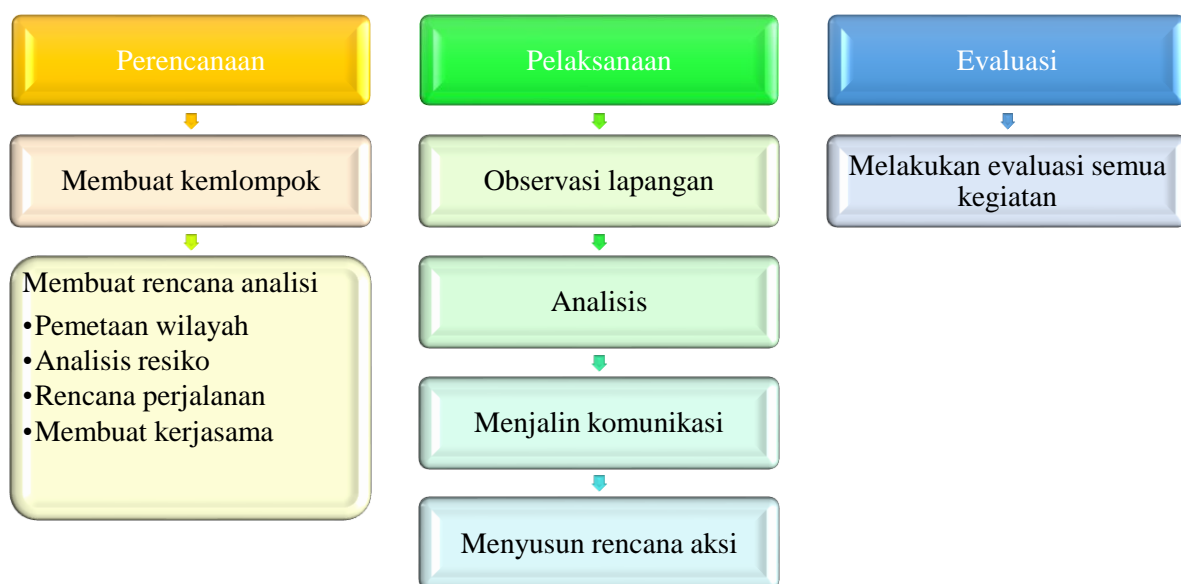 Perencanaan
Membuat kemlompok
Membuat rencana analisi
•Pemetaan wilayah
•Analisis resiko
•Rencana perjalanan
•Membuat kerjasama
Pelaksanaan
Observasi lapangan
Analisis
Menjalin komunikasi
Menyusun rencana aksi
Evaluasi
Melakukan evaluasi semua
kegiatan